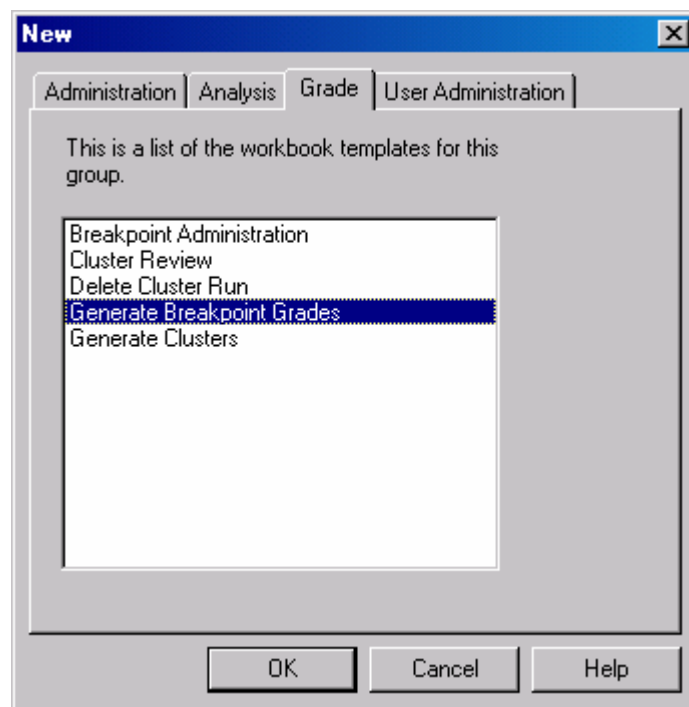 New
Administration Analysis Grade User Administration
This is a list of the workbook templates for this
group.
Breakpoint Administration
Cluster Review
Delete Cluster Run
Generate Breakpoint Grades
Generate Clusters
OK Cancel Help